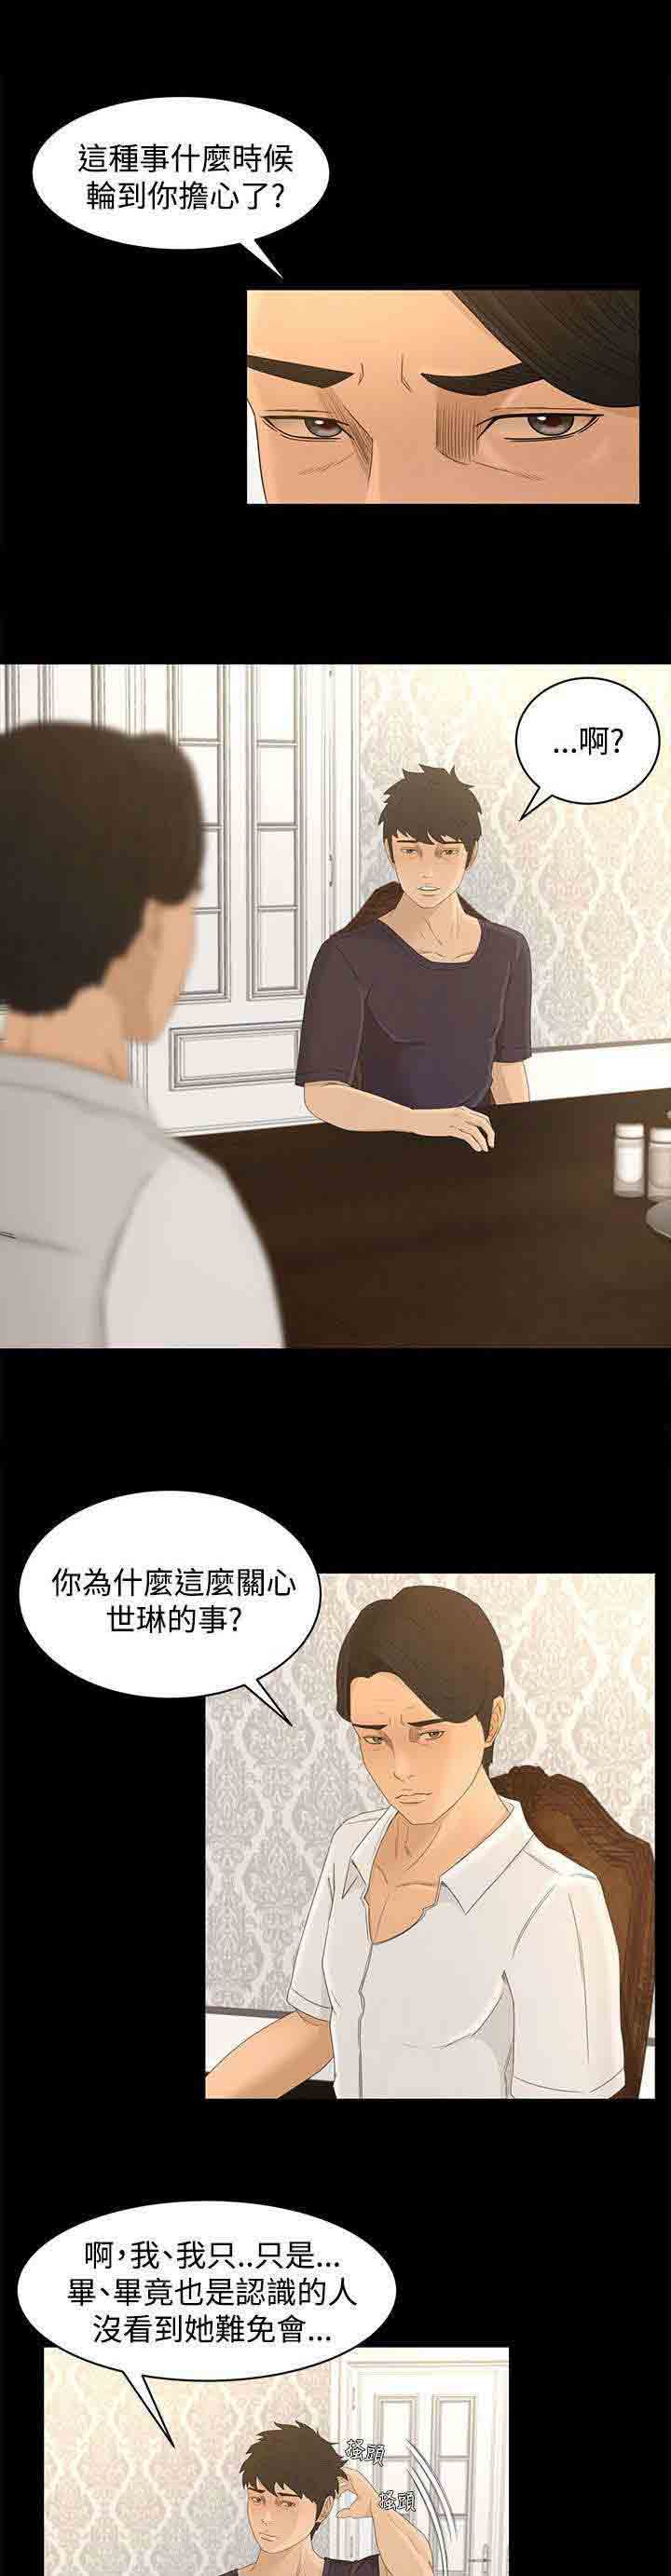 這種事什麼時候
輪到你擔心了?
...啊?
你為什麼這麼關心
世琳的事?
啊，我、我只..只是...
畢、畢竟也是認識的人
沒看到她難免會...
搔頭
搔頭